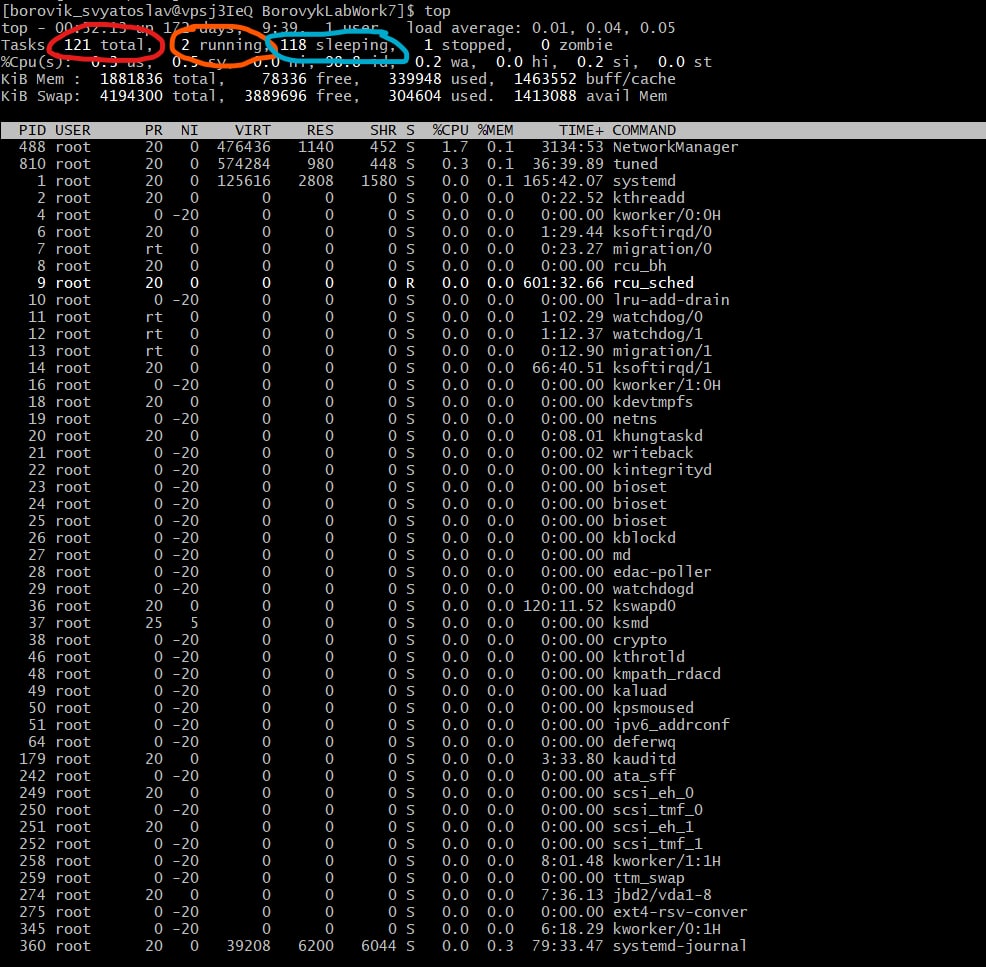 [borovik_svyatoslav@vpsj3IeQ BorovykLabWork7]$ top
top - 00:52:13 up 172 days, 9:39, 1 user, load average: 0.01, 0.04, 0.05
Tasks 121 total, 2 running, 118 sleeping, 1 stopped, 0 zombie
%Cpu(s): 0.3 us, 0.5 sy, 0.0 ni, 98.8 id, 0.2 wa, 0.0 hi, 0.2 si, 0.0 st
KiB Mem : 1881836 total, 78336 free, 339948 used, 1463552 buff/cache
KiB Swap: 4194300 total, 3889696 free, 304604 used. 1413088 avail Mem
PID USER PR NI VIRT RES SHR S %CPU %MEM TIME+ COMMAND
488 root 20 0 476436 1140 452 S 1.7 0.1 3134:53 NetworkManager
810 root 20 0 574284 980 448 S 0.3 0.1 36:39.89 tuned
1 root 20 0 125616 2808 1580 S 0.0 0.1 165:42.07 systemd
2 root 20 0 0 0 0 S 0.0 0.0 0:22.52 kthreadd
4 root 0 -20 0 0 0 S 0.0 0.0 0:00.00 kworker/0:0H
6 root 20 0 0 0 0 S 0.0 0.0 1:29.44 ksoftirqd/0
7 root rt 0 0 0 0 S 0.0 0.0 0:23.27 migration/0
8 root 20 0 0 0 0 S 0.0 0.0 0:00.00 rcu_bh
9 root 20 0 0 0 0 R 0.0 0.0 601:32.66 rcu_sched
10 root 0 -20 0 0 0 S 0.0 0.0 0:00.00 lru-add-drain
11 root rt 0 0 0 0 S 0.0 0.0 1:02.29 watchdog/0
12 root rt 0 0 0 0 S 0.0 0.0 1:12.37 watchdog/1
13 root rt 0 0 0 0 S 0.0 0.0 0:12.90 migration/1
14 root 20 0 0 0 0 S 0.0 0.0 66:40.51 ksoftirqd/1
16 root 0 -20 0 0 0 S 0.0 0.0 0:00.00 kworker/1:0H
18 root 20 0 0 0 0 S 0.0 0.0 0:00.00 kdevtmpfs
19 root 0 -20 0 0 0 S 0.0 0.0 0:00.00 netns
20 root 20 0 0 0 0 S 0.0 0.0 0:08.01 khungtaskd
21 root 0 -20 0 0 0 S 0.0 0.0 0:00.02 writeback
22 root 0 -20 0 0 0 S 0.0 0.0 0:00.00 kintegrityd
23 root 0 -20 0 0 0 S 0.0 0.0 0:00.00 bioset
24 root 0 -20 0 0 0 S 0.0 0.0 0:00.00 bioset
25 root 0 -20 0 0 0 S 0.0 0.0 0:00.00 bioset
26 root 0 -20 0 0 0 S 0.0 0.0 0:00.00 kblockd
27 root 0 -20 0 0 0 S 0.0 0.0 0:00.00 md
28 root 0 -20 0 0 0 S 0.0 0.0 0:00.00 edac-poller
29 root 0 -20 0 0 0 S 0.0 0.0 0:00.00 watchdogd
36 root 20 0 0 0 0 S 0.0 0.0 120:11.52 kswapd0
37 root 25 5 0 0 0 S 0.0 0.0 0:00.00 ksmd
38 root 0 -20 0 0 0 S 0.0 0.0 0:00.00 crypto
46 root 0 -20 0 0 0 S 0.0 0.0 0:00.00 kthrotld
48 root 0 -20 0 0 0 S 0.0 0.0 0:00.00 kmpath_rdacd
49 root 0 -20 0 0 0 S 0.0 0.0 0:00.00 kaluad
50 root 0 -20 0 0 0 S 0.0 0.0 0:00.00 kpsmoused
51 root 0 -20 0 0 0 S 0.0 0.0 0:00.00 ipv6_addrconf
64 root 0 -20 0 0 0 S 0.0 0.0 0:00.00 deferwq
179 root 20 0 0 0 0 S 0.0 0.0 3:33.80 kauditd
242 root 0 -20 0 0 0 S 0.0 0.0 0:00.00 ata_sff
249 root 20 0 0 0 0 S 0.0 0.0 0:00.00 scsi_eh_0
250 root 0 -20 0 0 0 S 0.0 0.0 0:00.00 scsi_tmf_0
251 root 20 0 0 0 0 S 0.0 0.0 0:00.00 scsi_eh_1
252 root 0 -20 0 0 0 S 0.0 0.0 0:00.00 scsi_tmf_1
258 root 0 -20 0 0 0 S 0.0 0.0 8:01.48 kworker/1:1H
259 root 0 -20 0 0 0 S 0.0 0.0 0:00.00 ttm_swap
274 root 20 0 0 0 0 S 0.0 0.0 7:36.13 jbd2/vda1-8
275 root 0 -20 0 0 0 S 0.0 0.0 0:00.00 ext4-rsv-conver
345 root 0 -20 0 0 0 S 0.0 0.0 6:18.29 kworker/0:1H
360 root 20 0 39208 6200 6044 S 0.0 0.3 79:33.47 systemd-journal